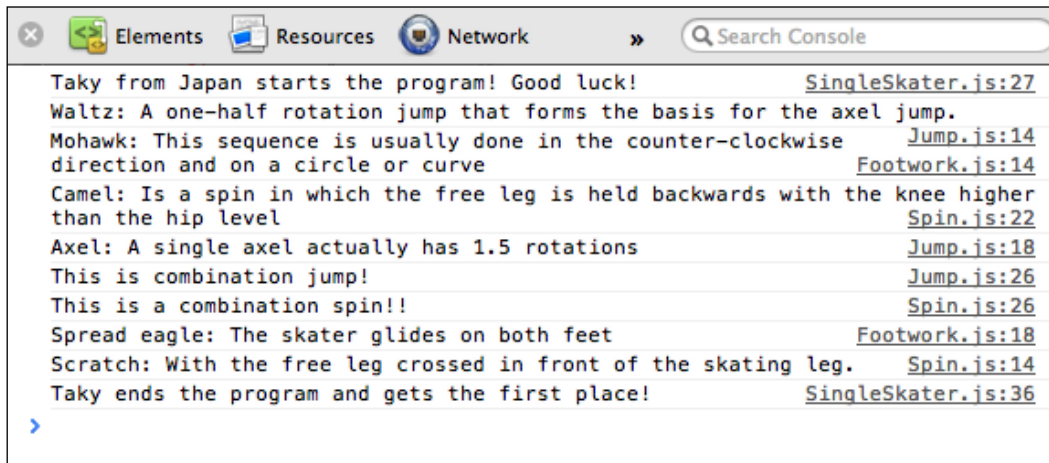 Elements Resources Network » Search Console
Taky from Japan starts the program! Good luck! SingleSkater.js:27
Waltz: A one-half rotation jump that forms the basis for the axel jump.
Jump.js:14
Mohawk: This sequence is usually done in the counter-clockwise
direction and on a circle or curve Footwork.js:14
Camel: Is a spin in which the free leg is held backwards with the knee higher
than the hip level Spin.js:22
Axel: A single axel actually has 1.5 rotations Jump.js:18
This is combination jump! Jump.js:26
This is a combination spin!! Spin.js:26
Spread eagle: The skater glides on both feet Footwork.js:18
Scratch: With the free leg crossed in front of the skating leg. Spin.js:14
Taky ends the program and gets the first place! SingleSkater.js:36